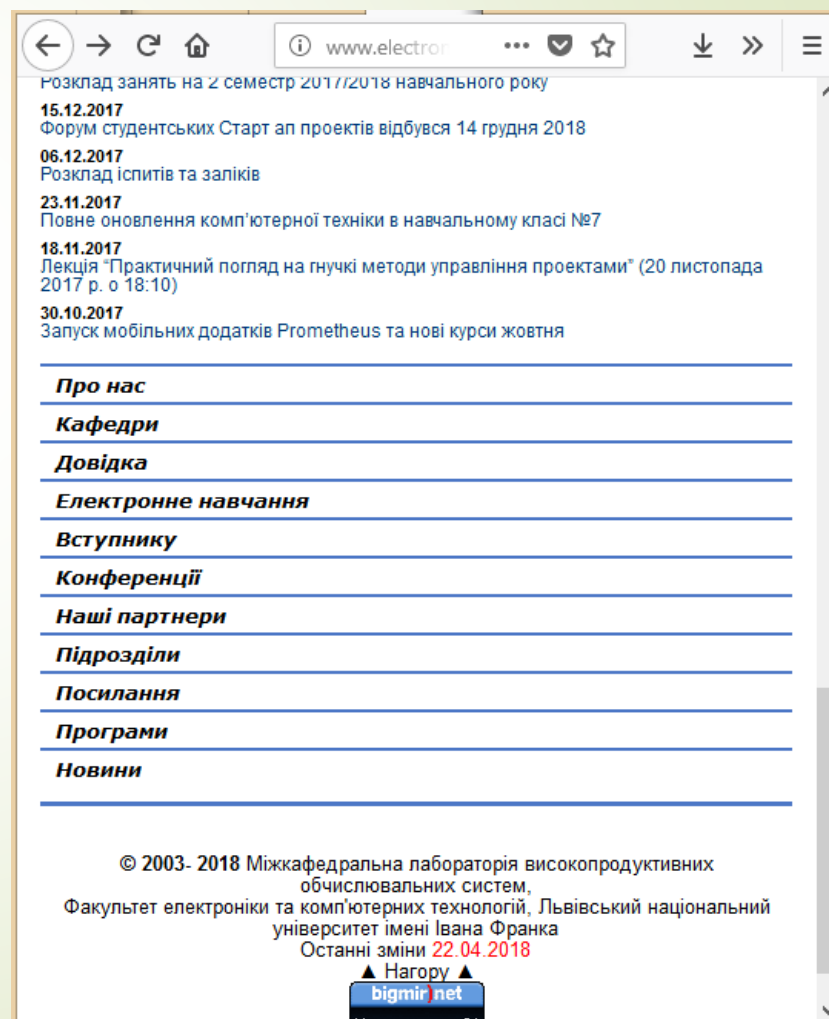 www.electron
Розклад занять на 2 семестр 2017/2018 навчального року
15.12.2017
Форум студентських Старт ап проектів відбувся 14 грудня 2018
06.12.2017
Розклад іспитів та заліків
23.11.2017
Повне оновлення комп'ютерної техніки в навчальному класі №7
18.11.2017
Лекція “Практичний погляд на гнучкі методи управління проектами” (20 листопада
2017 р. о 18:10)
30.10.2017
Запуск мобільних додатків Prometheus та нові курси жовтня
Про нас
Кафедри
Довідка
Електронне навчання
Вступнику
Конференції
Наші партнери
Підрозділи
Посилання
Програми
Новини
© 2003- 2018 Міжкафедральна лабораторія високопродуктивних
обчислювальних систем,
Факультет електроніки та комп'ютерних технологій, Львівський національний
університет імені Івана Франка
Останні зміни 22.04.2018
▲ Нагору ▲
bigmir)net